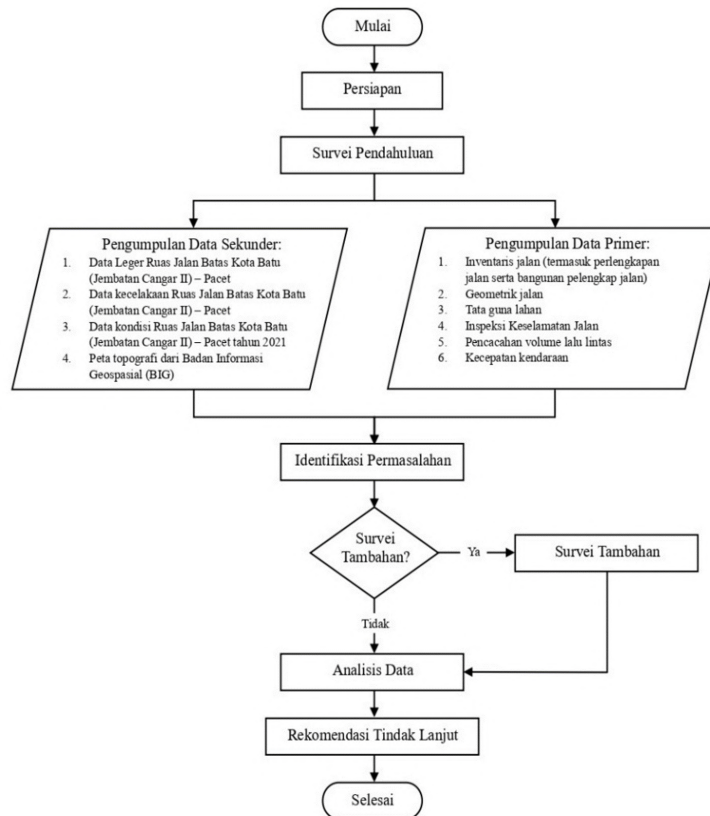 Mulai
Persiapan
Survei Pendahuluan
Pengumpulan Data Sekunder:
1. Data Leger Ruas Jalan Batas Kota Batu
(Jembatan Cangar II) – Pacet
2. Data kecelakaan Ruas Jalan Batas Kota Batu
(Jembatan Cangar II) – Pacet
3. Data kondisi Ruas Jalan Batas Kota Batu
(Jembatan Cangar II) – Pacet tahun 2021
4. Peta topografi dari Badan Informasi
Geospasial (BIG)
Pengumpulan Data Primer:
1. Inventaris jalan (termasuk perlengkapan
jalan serta bangunan pelengkap jalan)
2. Geometrik jalan
3. Tata guna lahan
4. Inspeksi Keselamatan Jalan
5. Pencacahan volume lalu lintas
6. Kecepatan kendaraan
Identifikasi Permasalahan
Survei
Tambahan?
Ya
Survei Tambahan
Tidak
Analisis Data
Rekomendasi Tindak Lanjut
Selesai